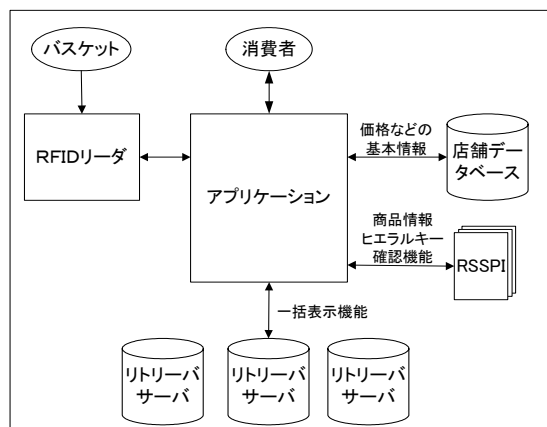 バスケット
消費者
RFIDリーダ
アプリケーション
価格などの
基本情報
店舗デー
タベース
商品情報
ヒエラルキー
確認機能
RSSPI
一括表示機能
リトリーバ
サーバ
リトリーバ
サーバ
リトリーバ
サーバ